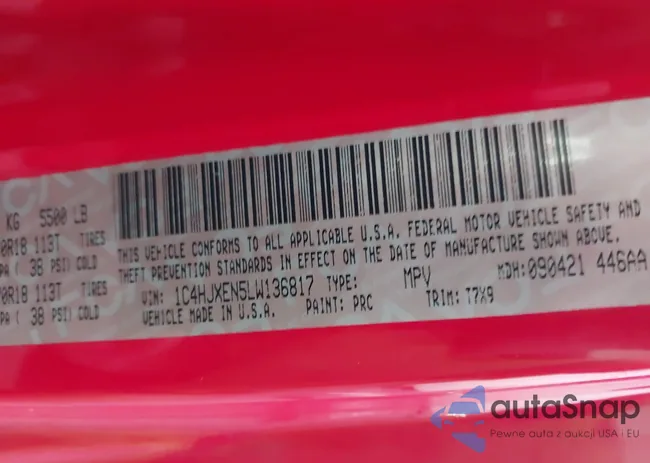 KG 5500 LB
0R18 113T TIRES
PA ( 38 PSI) COLD
0R18 113T TIRES
PA ( 38 PSI) COLD
THIS VEHICLE CONFORMS TO ALL APPLICABLE U.S.A. FEDERAL MOTOR VEHICLE SAFETY AND
THEFT PREVENTION STANDARDS IN EFFECT ON THE DATE OF MANUFACTURE SHOWN ABOVE.
VIN: 1C4HJXEN5LW136817 TYPE: MPV MDH:090421 446AA
VEHICLE MADE IN U.S.A. PAINT: PRC TRIM: T7X9
autoSnap
Pewne auta z aukcji USA i EU